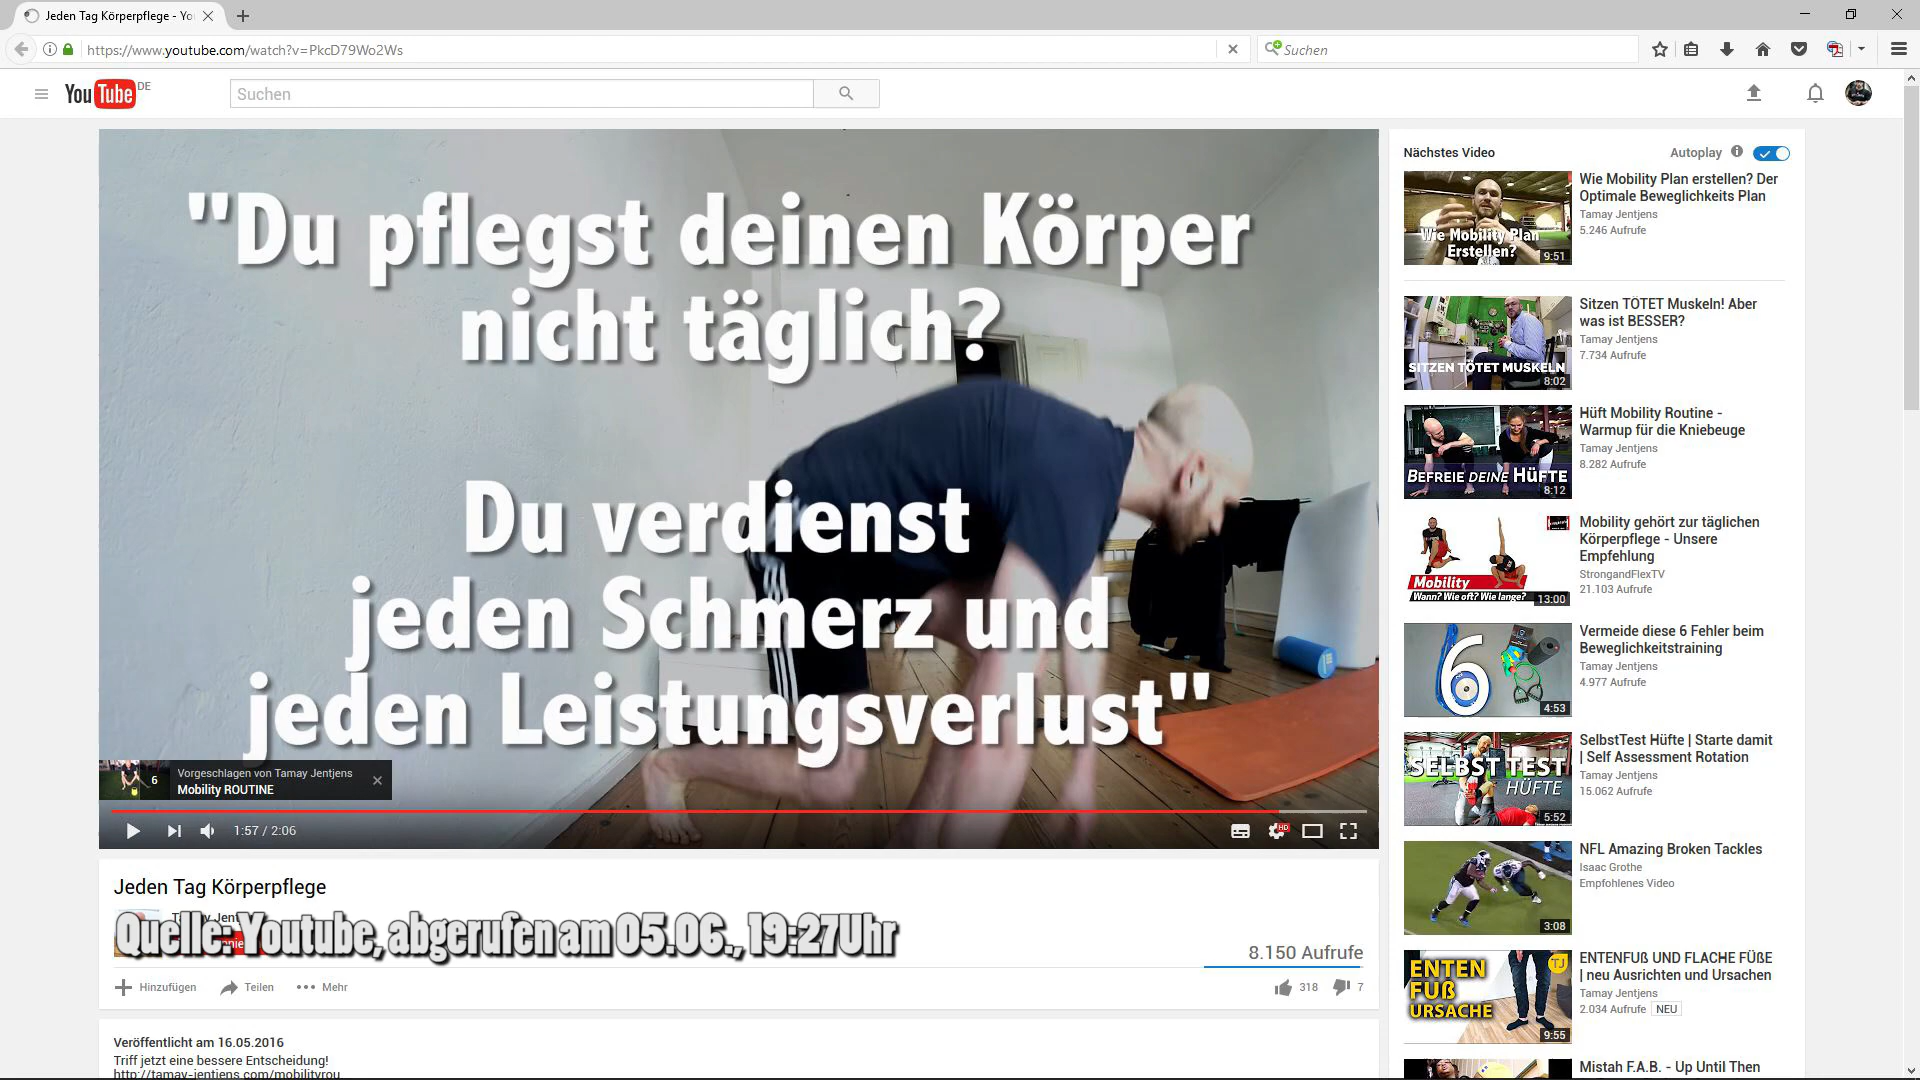 Jeden Tag Körperpflege - Yo
https://www.youtube.com/watch?v=PkcD79Wo2Ws
Suchen
YouTube DE
Suchen
"Du pflegst deinen Körper
nicht täglich?
Du verdienst
jeden Schmerz und
jeden Leistungsverlust"
6
Vorgeschlagen von Tamay Jentjens
Mobility ROUTINE
1:57 / 2:06
HD
Jeden Tag Körperpflege
Quelle: Youtube, abgerufen am 05.06., 19:27Uhr
8.150 Aufrufe
Hinzufügen
Teilen
Mehr
318
7
Veröffentlicht am 16.05.2016
Triff jetzt eine bessere Entscheidung!
http://tamay-jentjens.com/mobilityrou
Nächstes Video
Autoplay
Wie Mobility Plan
Erstellen?
9:51
Wie Mobility Plan erstellen? Der
Optimale Beweglichkeits Plan
Tamay Jentjens
5.246 Aufrufe
SITZEN TÖTET MUSKELN
8:02
Sitzen TÖTET Muskeln! Aber
was ist BESSER?
Tamay Jentjens
7.734 Aufrufe
BEFREIE DEINE HÜFTE
8:12
Hüft Mobility Routine -
Warmup für die Kniebeuge
Tamay Jentjens
8.282 Aufrufe
Mobility
Wann? Wie oft? Wie lange?
13:00
Mobility gehört zur täglichen
Körperpflege - Unsere
Empfehlung
StrongandFlexTV
21.103 Aufrufe
6
4:53
Vermeide diese 6 Fehler beim
Beweglichkeitstraining
Tamay Jentjens
4.977 Aufrufe
SELBST TEST
HÜFTE
5:52
SelbstTest Hüfte | Starte damit
| Self Assessment Rotation
Tamay Jentjens
15.062 Aufrufe
3:08
NFL Amazing Broken Tackles
Isaac Grothe
Empfohlenes Video
ENTEN
FUß
URSACHE
TJ
9:55
ENTENFUß UND FLACHE FÜßE
| neu Ausrichten und Ursachen
Tamay Jentjens
2.034 Aufrufe NEU
Mistah F.A.B. - Up Until Then